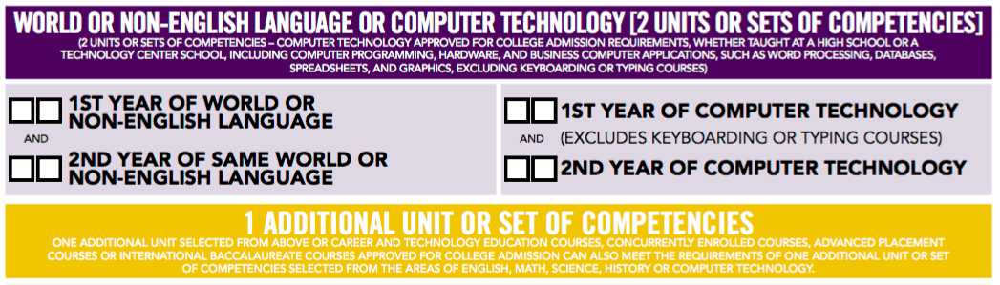 WORLD OR NON-ENGLISH LANGUAGE OR COMPUTER TECHNOLOGY [2 UNITS OR SETS OF COMPETENCIES]
(2 UNITS OR SETS OF COMPETENCIES – COMPUTER TECHNOLOGY APPROVED FOR COLLEGE ADMISSION REQUIREMENTS, WHETHER TAUGHT AT A HIGH SCHOOL OR A
TECHNOLOGY CENTER SCHOOL, INCLUDING COMPUTER PROGRAMMING, HARDWARE, AND BUSINESS COMPUTER APPLICATIONS, SUCH AS WORD PROCESSING, DATABASES,
SPREADSHEETS, AND GRAPHICS, EXCLUDING KEYBOARDING OR TYPING COURSES)
1ST YEAR OF WORLD OR
NON-ENGLISH LANGUAGE
AND
2ND YEAR OF SAME WORLD OR
NON-ENGLISH LANGUAGE
1ST YEAR OF COMPUTER TECHNOLOGY
AND (EXCLUDES KEYBOARDING OR TYPING COURSES)
2ND YEAR OF COMPUTER TECHNOLOGY
1 ADDITIONAL UNIT OR SET OF COMPETENCIES
ONE ADDITIONAL UNIT SELECTED FROM ABOVE OR CAREER AND TECHNOLOGY EDUCATION COURSES, CONCURRENTLY ENROLLED COURSES, ADVANCED PLACEMENT
COURSES OR INTERNATIONAL BACCALAUREATE COURSES APPROVED FOR COLLEGE ADMISSION CAN ALSO MEET THE REQUIREMENTS OF ONE ADDITIONAL UNIT OR SET
OF COMPETENCIES SELECTED FROM THE AREAS OF ENGLISH, MATH, SCIENCE, HISTORY OR COMPUTER TECHNOLOGY.